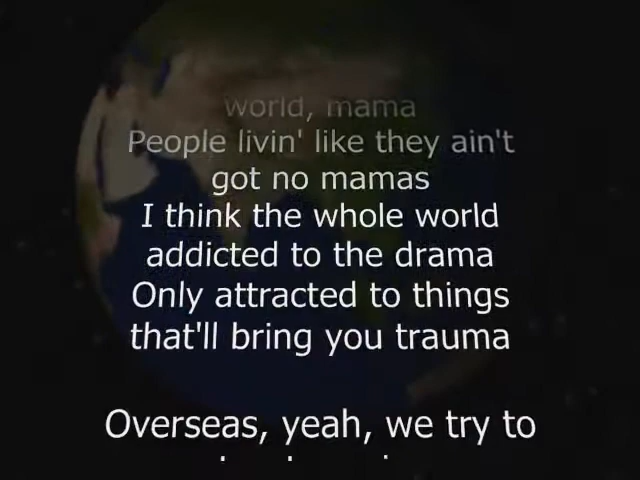 world, mama
People livin' like they ain't
got no mamas
I think the whole world
addicted to the drama
Only attracted to things
that'll bring you trauma
Overseas, yeah, we try to